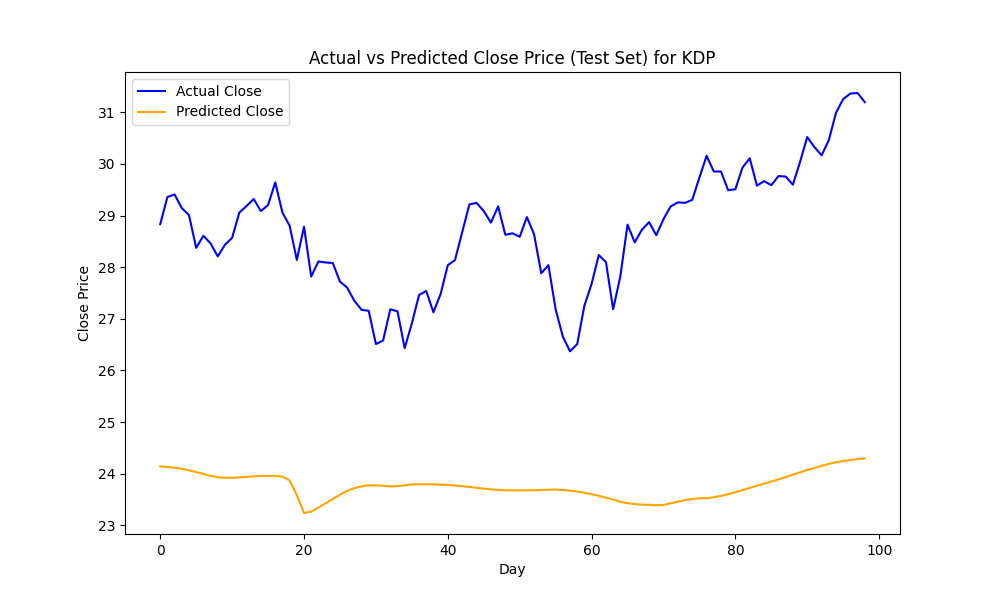 Actual vs Predicted Close Price (Test Set) for KDP
Actual Close
Predicted Close
31
30
29
28
27
26
25
24
23
Close Price
0 20 40 60 80 100
Day